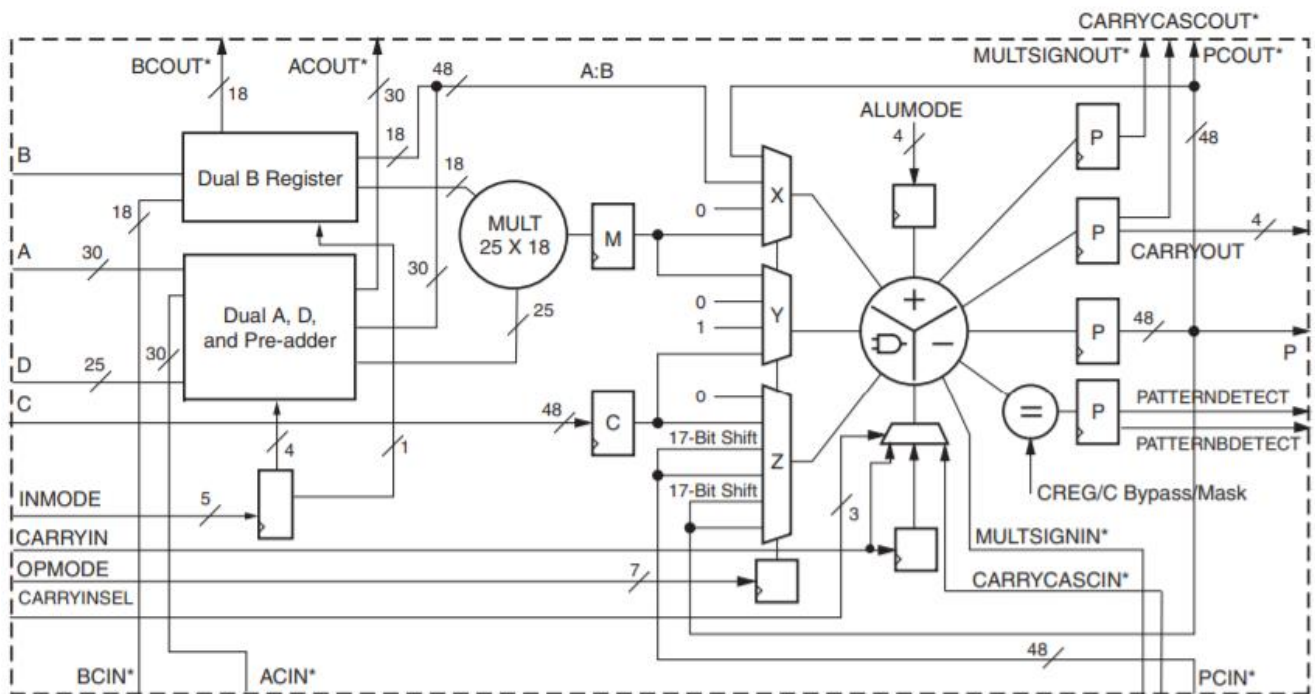 CARRYCASCOUT*
BCOUT*
ACOUT*
48
A:B
MULTSIGNOUT*
PCOUT*
18
30
ALUMODE
18
4
P
48
B
Dual B Register
18
X
0
18
MULT
25 X 18
M
P
4
A
30
CARRYOUT
30
Dual A, D,
and Pre-adder
25
0
Y
1
+
–
P
48
P
30
D
25
C
48
C
0
=
P
PATTERNDETECT
PATTERNBDETECT
17-Bit Shift
Z
4
1
17-Bit Shift
CREG/C Bypass/Mask
INMODE
5
3
CARRYIN
MULTSIGNIN*
OPMODE
7
CARRYCASCIN*
CARRYINSEL
48
BCIN*
ACIN*
PCIN*